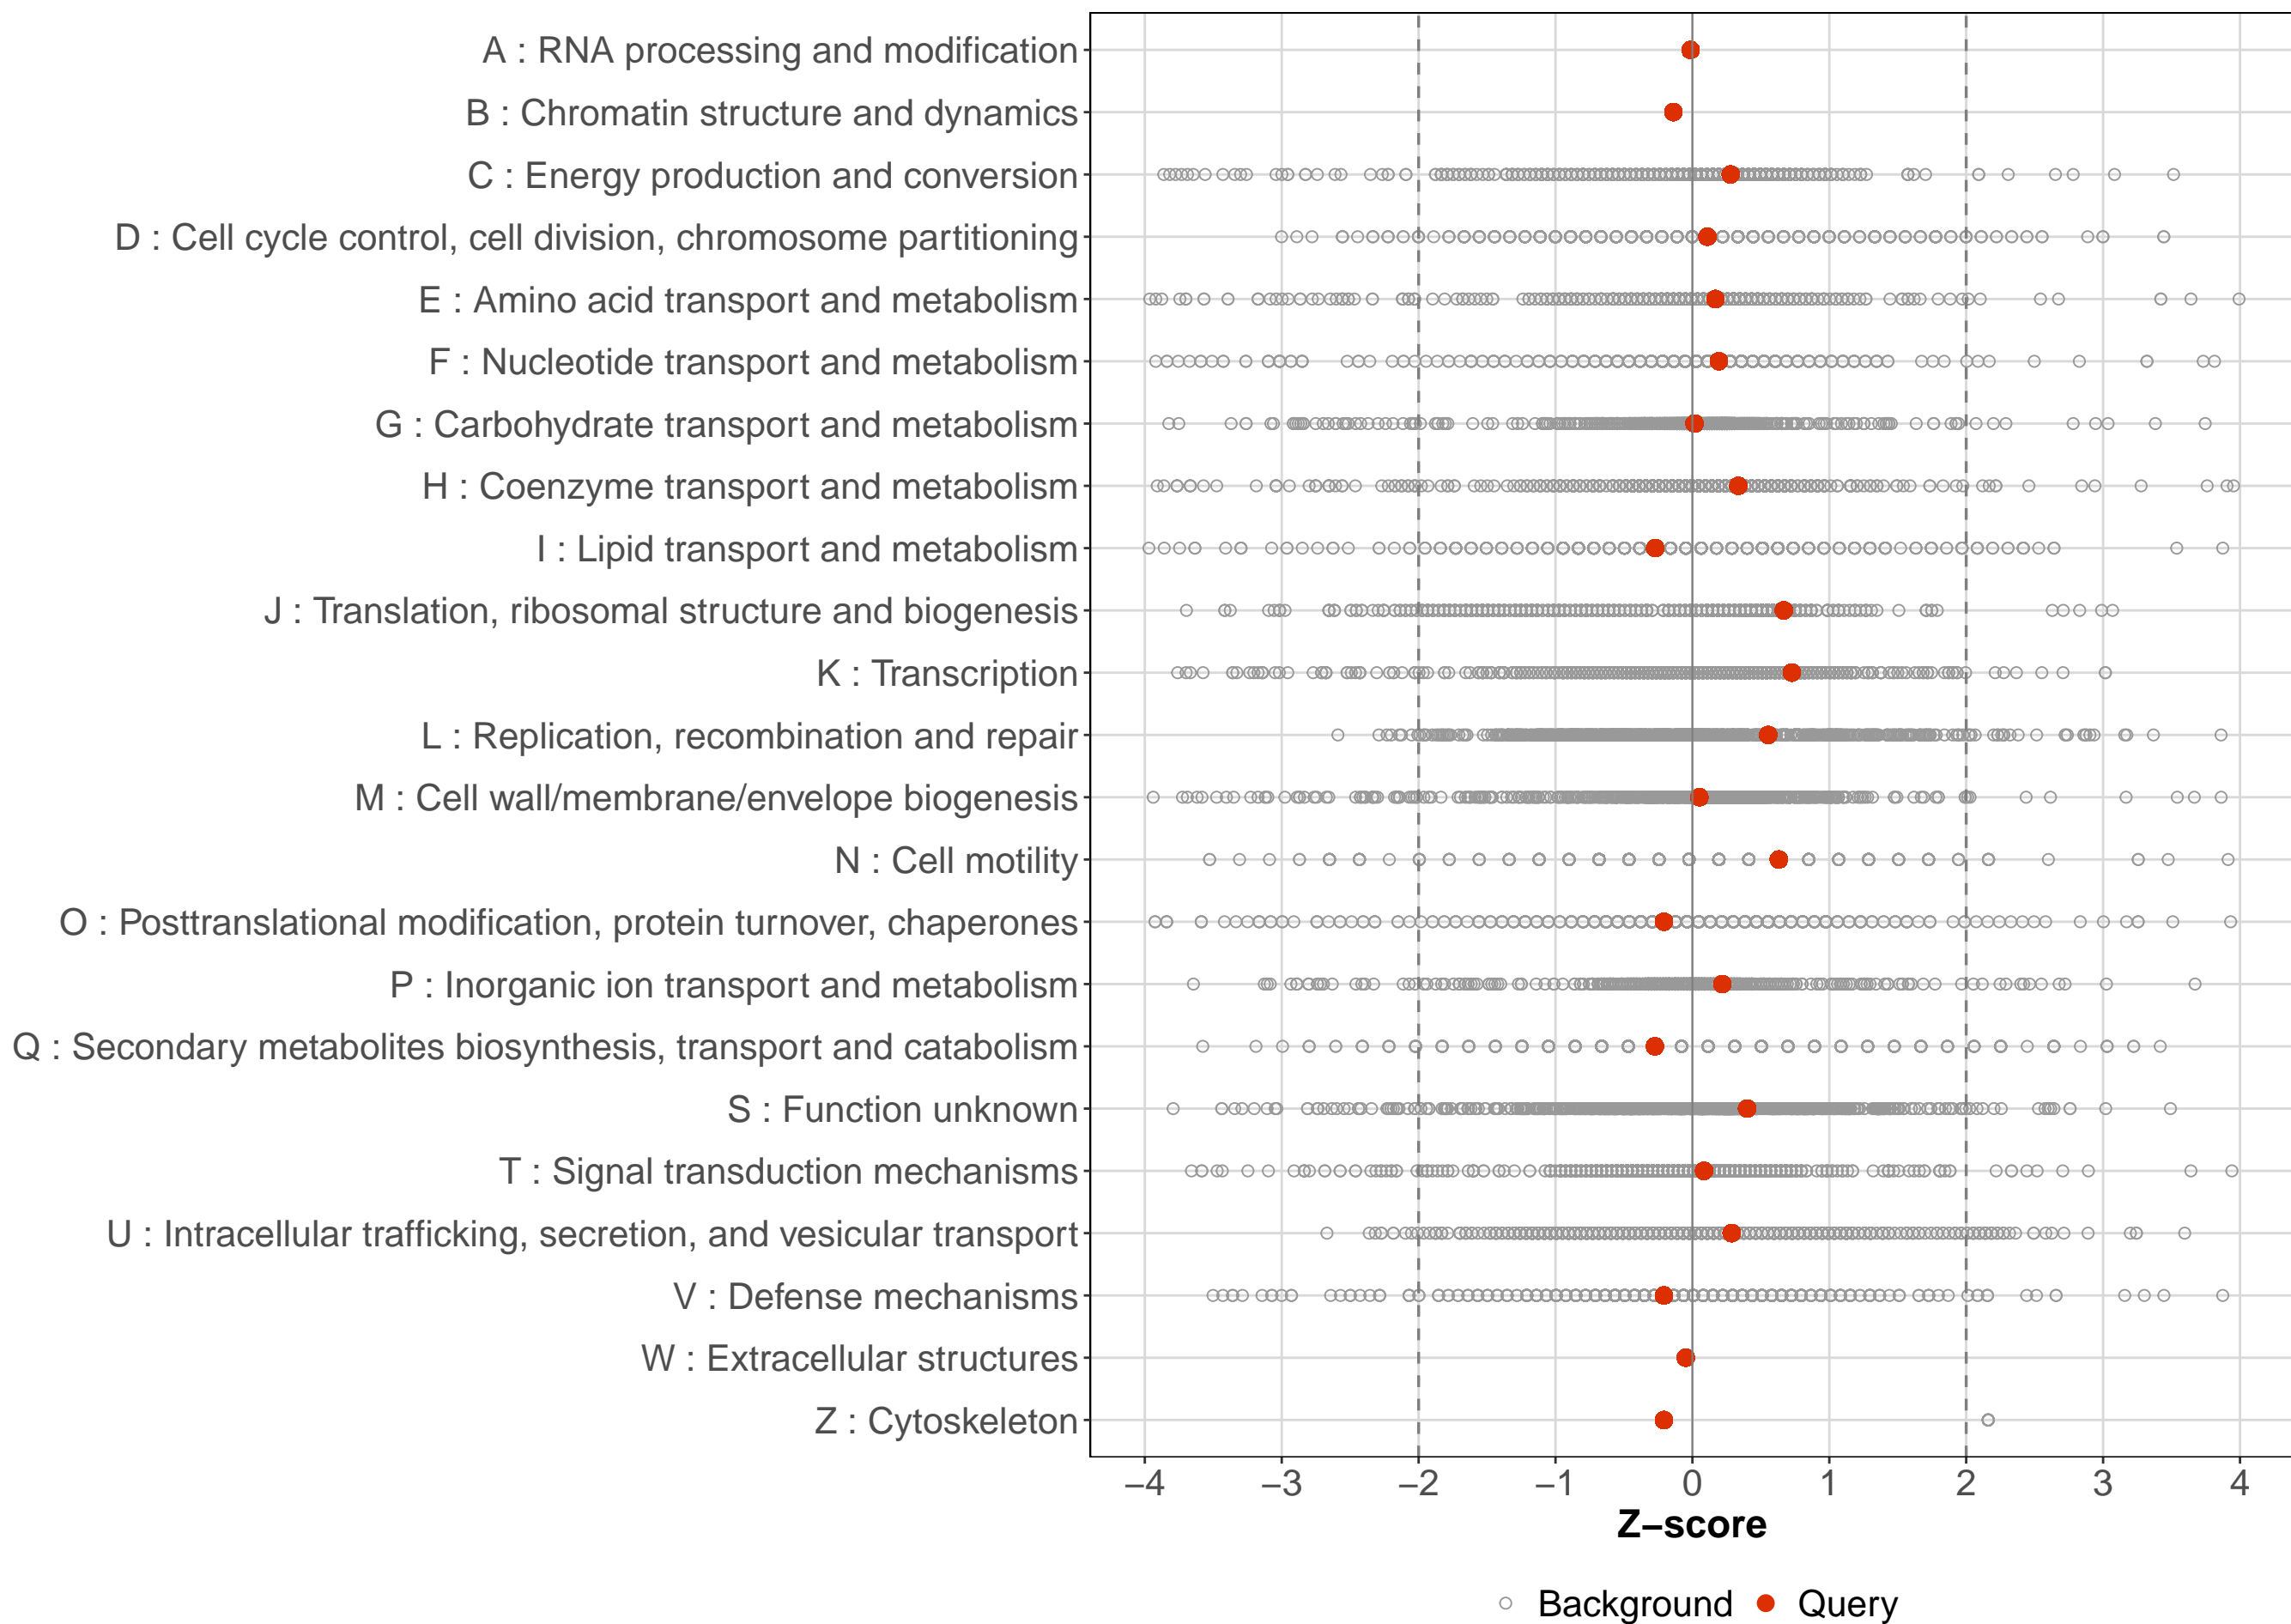 A : RNA processing and modification
B : Chromatin structure and dynamics
C : Energy production and conversion
D : Cell cycle control, cell division, chromosome partitioning
E : Amino acid transport and metabolism
F : Nucleotide transport and metabolism
G : Carbohydrate transport and metabolism
H : Coenzyme transport and metabolism
I : Lipid transport and metabolism
J : Translation, ribosomal structure and biogenesis
K : Transcription
L : Replication, recombination and repair
M : Cell wall/membrane/envelope biogenesis
N : Cell motility
O : Posttranslational modification, protein turnover, chaperones
P : Inorganic ion transport and metabolism
Q : Secondary metabolites biosynthesis, transport and catabolism
S : Function unknown
T : Signal transduction mechanisms
U : Intracellular trafficking, secretion, and vesicular transport
V : Defense mechanisms
W : Extracellular structures
Z : Cytoskeleton
−4 −3 −2 −1 0 1 2 3 4
Z−score
Background Query